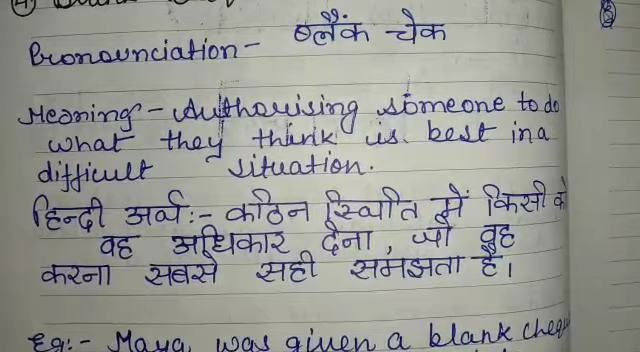 Pronounciation - ब्लैंक - चेक
Meaning - Authorising someone to do
what they think is best in a
difficult situation.
हिन्दी अर्थ :- कठिन स्थिति में किसी को
वह अधिकार देना , जो वह
करना सबसे सही समझता है।
Eg:- Maya was given a blank cheque